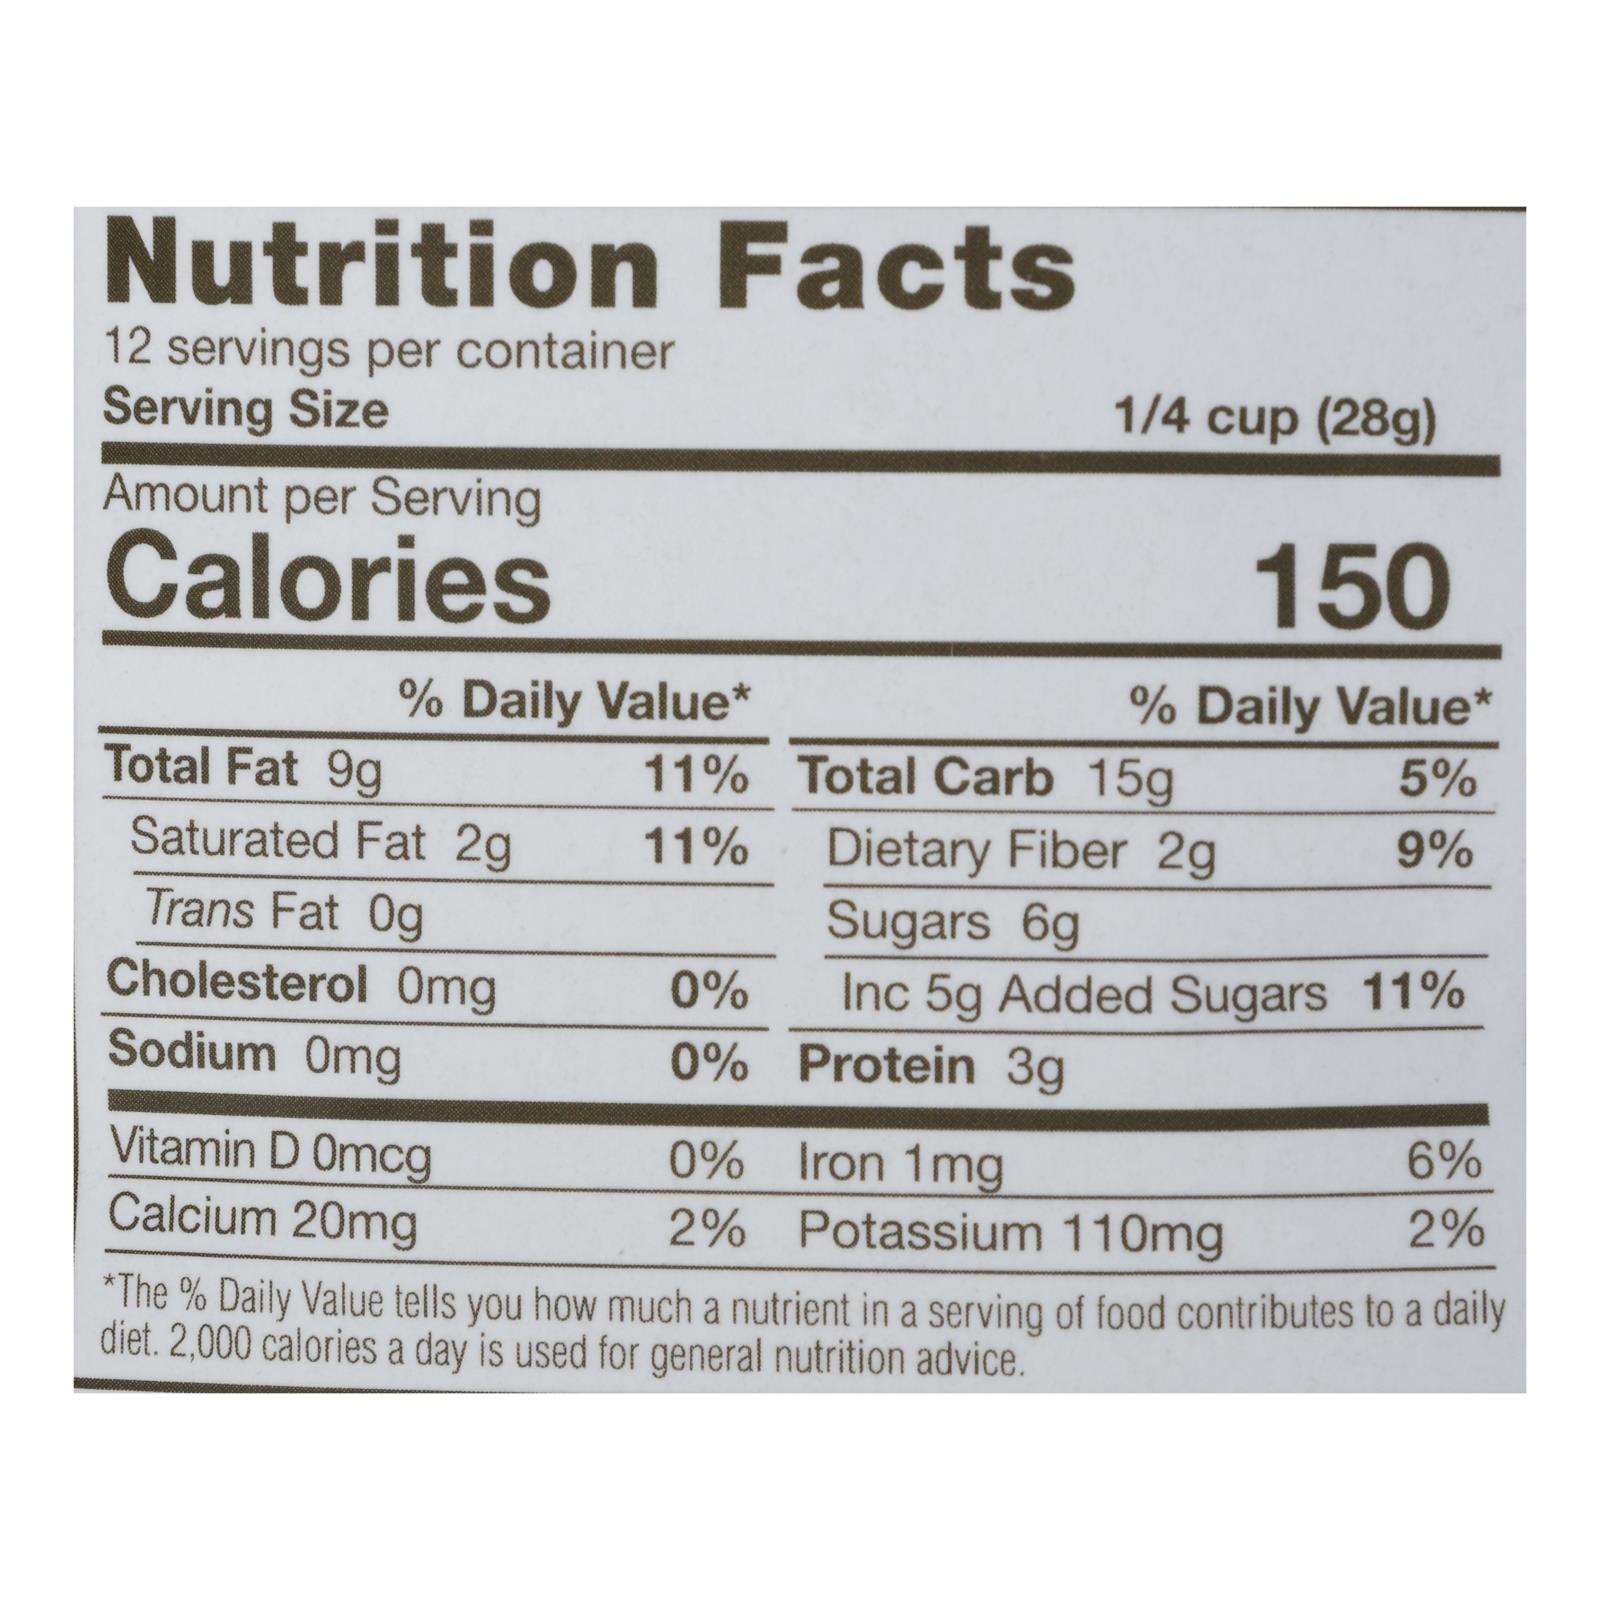 Nutrition Facts
12 servings per container
Serving Size 1/4 cup (28g)
Amount per Serving
Calories 150
% Daily Value* % Daily Value*
Total Fat 9g 11% Total Carb 15g 5%
Saturated Fat 2g 11% Dietary Fiber 2g 9%
Trans Fat 0g Sugars 6g
Cholesterol 0mg 0% Inc 5g Added Sugars 11%
Sodium 0mg 0% Protein 3g
Vitamin D 0mcg 0% Iron 1mg 6%
Calcium 20mg 2% Potassium 110mg 2%
*The % Daily Value tells you how much a nutrient in a serving of food contributes to a daily
diet. 2,000 calories a day is used for general nutrition advice.